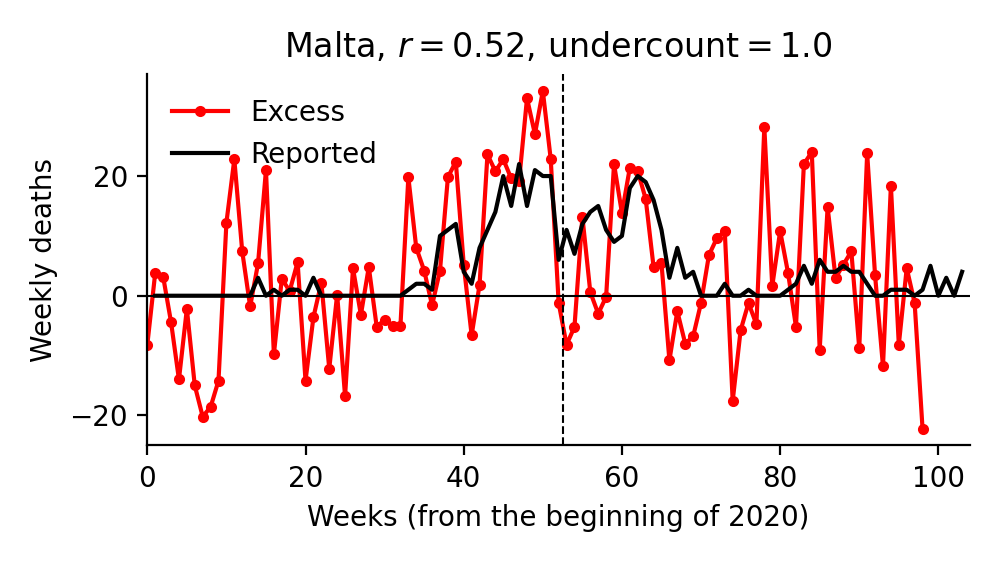 Malta, r = 0.52, undercount = 1.0
Excess
Reported
Weekly deaths
20
0
−20
0 20 40 60 80 100
Weeks (from the beginning of 2020)